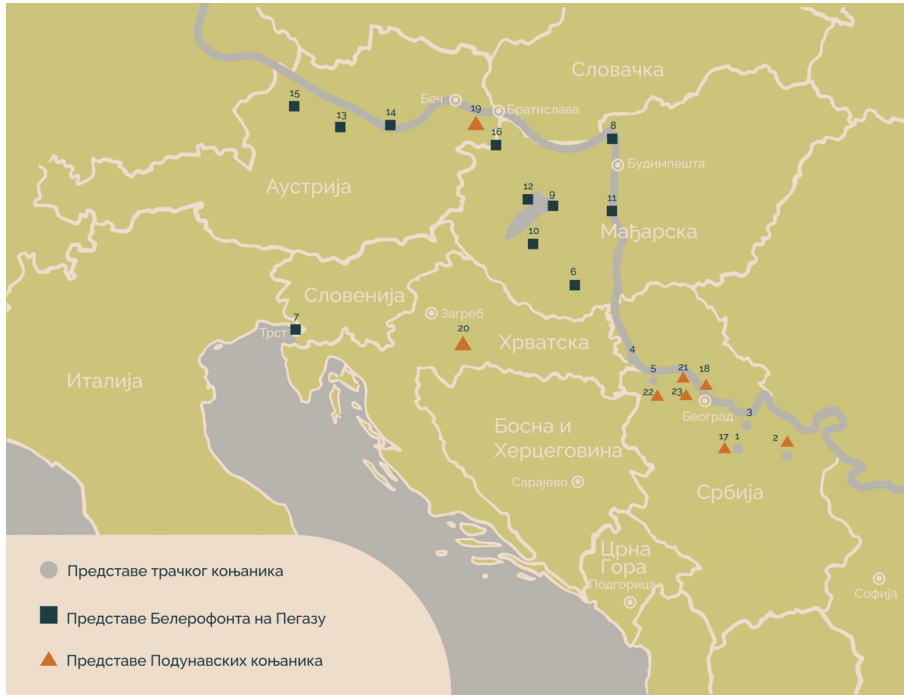 Словачка
Беч
Братислава
15
13
14
19
16
8
Будимпешта
Аустрија
12
9
11
10
Мађарска
6
Словенија
Загреб
7
Трст
20
Хрватска
Италија
4
5
21
18
22
23
Београд
3
Босна и
Херцеговина
17
1
2
Сарајево
Србија
Црна
Гора
Подгорица
Софија
Представе трачког коњаника
Представе Белерофонта на Пегазу
Представе Подунавских коњаника